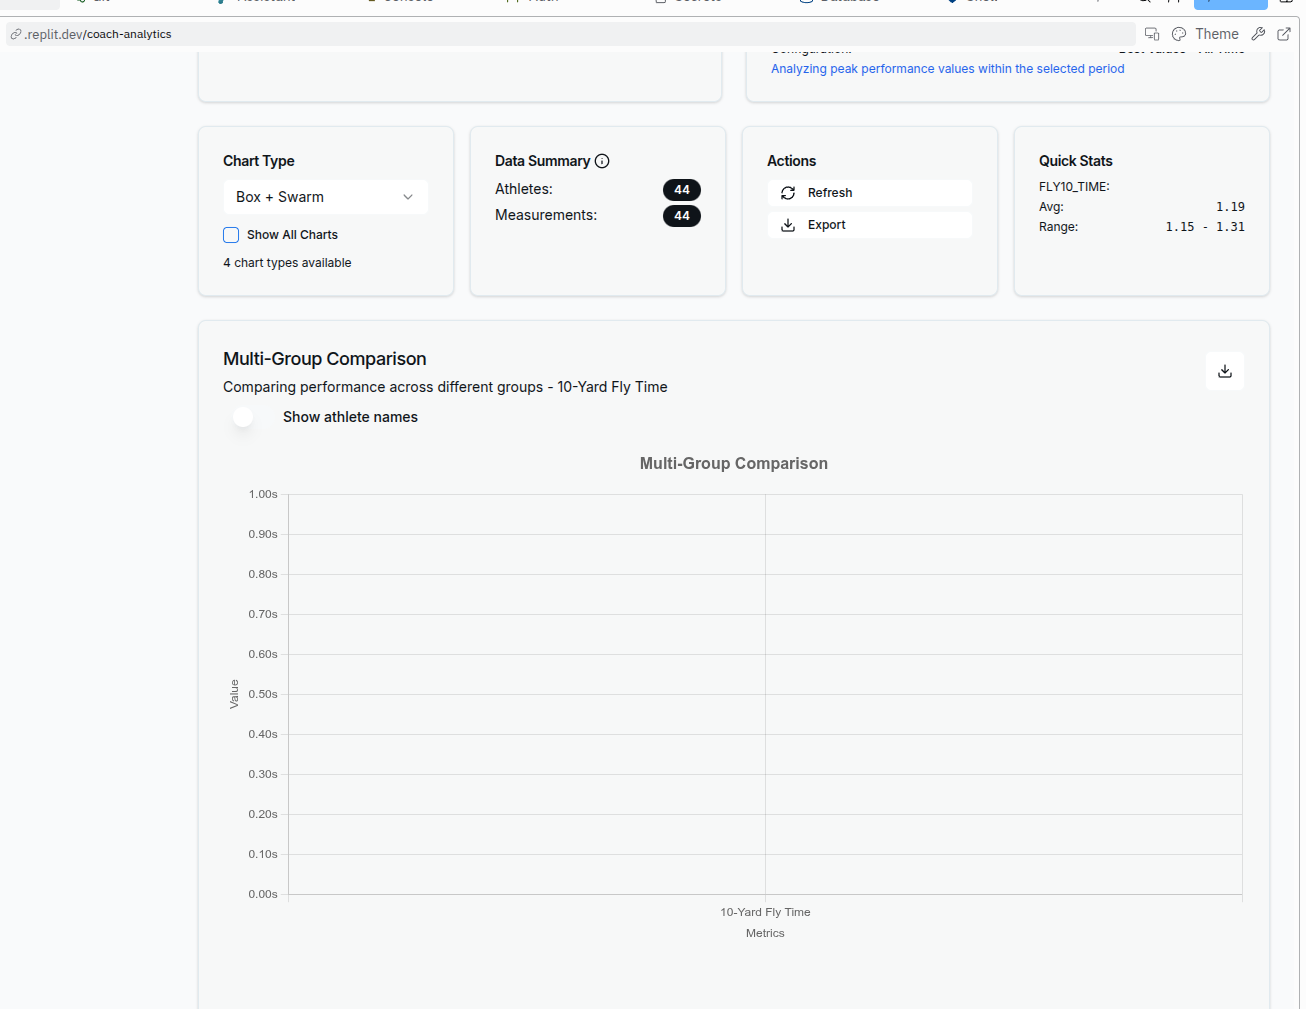 .replit.dev/coach-analytics
Theme
Analyzing peak performance values within the selected period
Chart Type
Box + Swarm
Show All Charts
4 chart types available
Data Summary
Athletes: 44
Measurements: 44
Actions
Refresh
Export
Quick Stats
FLY10_TIME:
Avg: 1.19
Range: 1.15 - 1.31
Multi-Group Comparison
Comparing performance across different groups - 10-Yard Fly Time
Show athlete names
Multi-Group Comparison
1.00s
0.90s
0.80s
0.70s
0.60s
0.50s
0.40s
0.30s
0.20s
0.10s
0.00s
Value
10-Yard Fly Time
Metrics